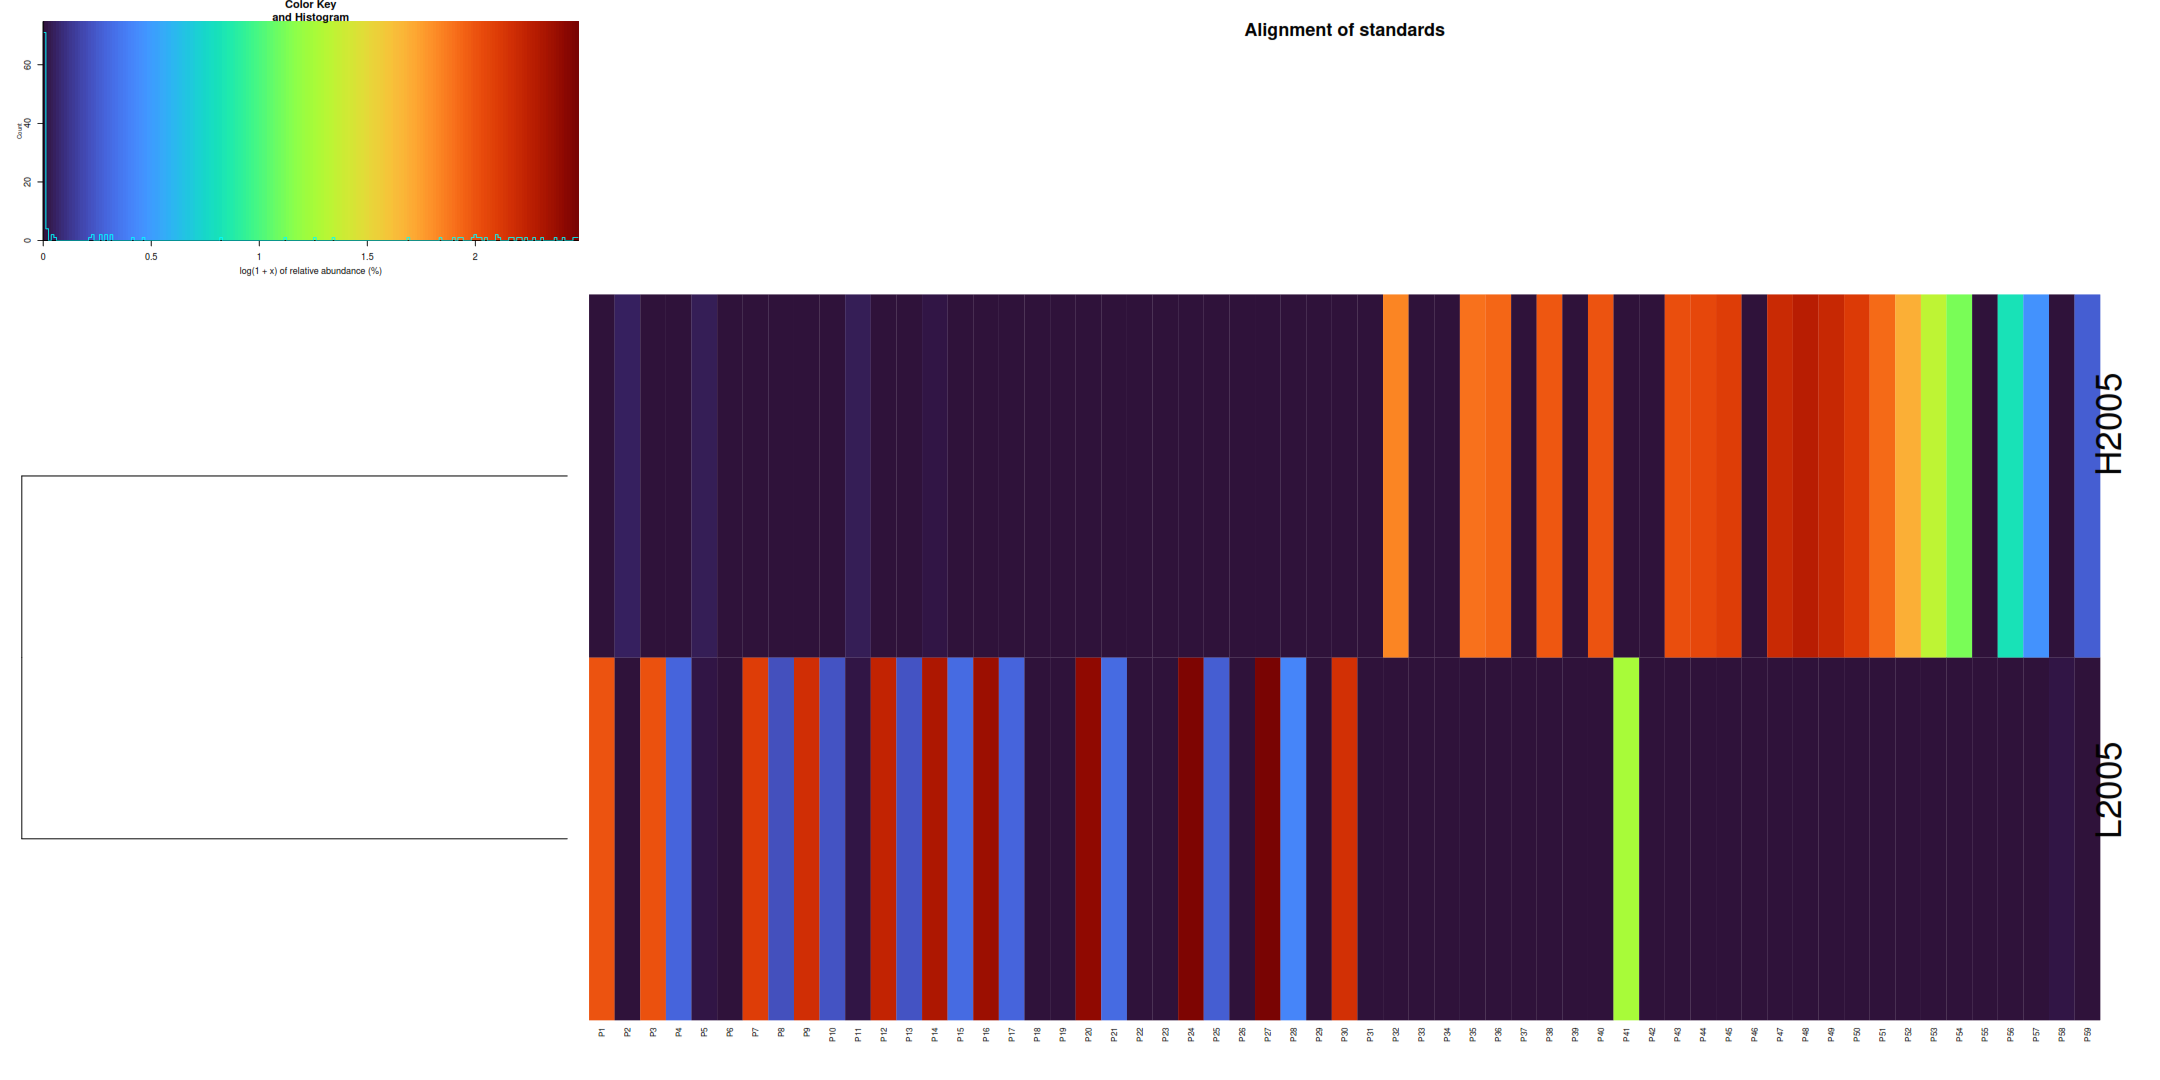 Color Key
and Histogram
Alignment of standards
Count
0 20 40 60
0 0.5 1 1.5 2
log(1 + x) of relative abundance (%)
H2005
L2005
P1 P2 P3 P4 P5 P6 P7 P8 P9 P10 P11 P12 P13 P14 P15 P16 P17 P18 P19 P20 P21 P22 P23 P24 P25 P26 P27 P28 P29 P30 P31 P32 P33 P34 P35 P36 P37 P38 P39 P40 P41 P42 P43 P44 P45 P46 P47 P48 P49 P50 P51 P52 P53 P54 P55 P56 P57 P58 P59